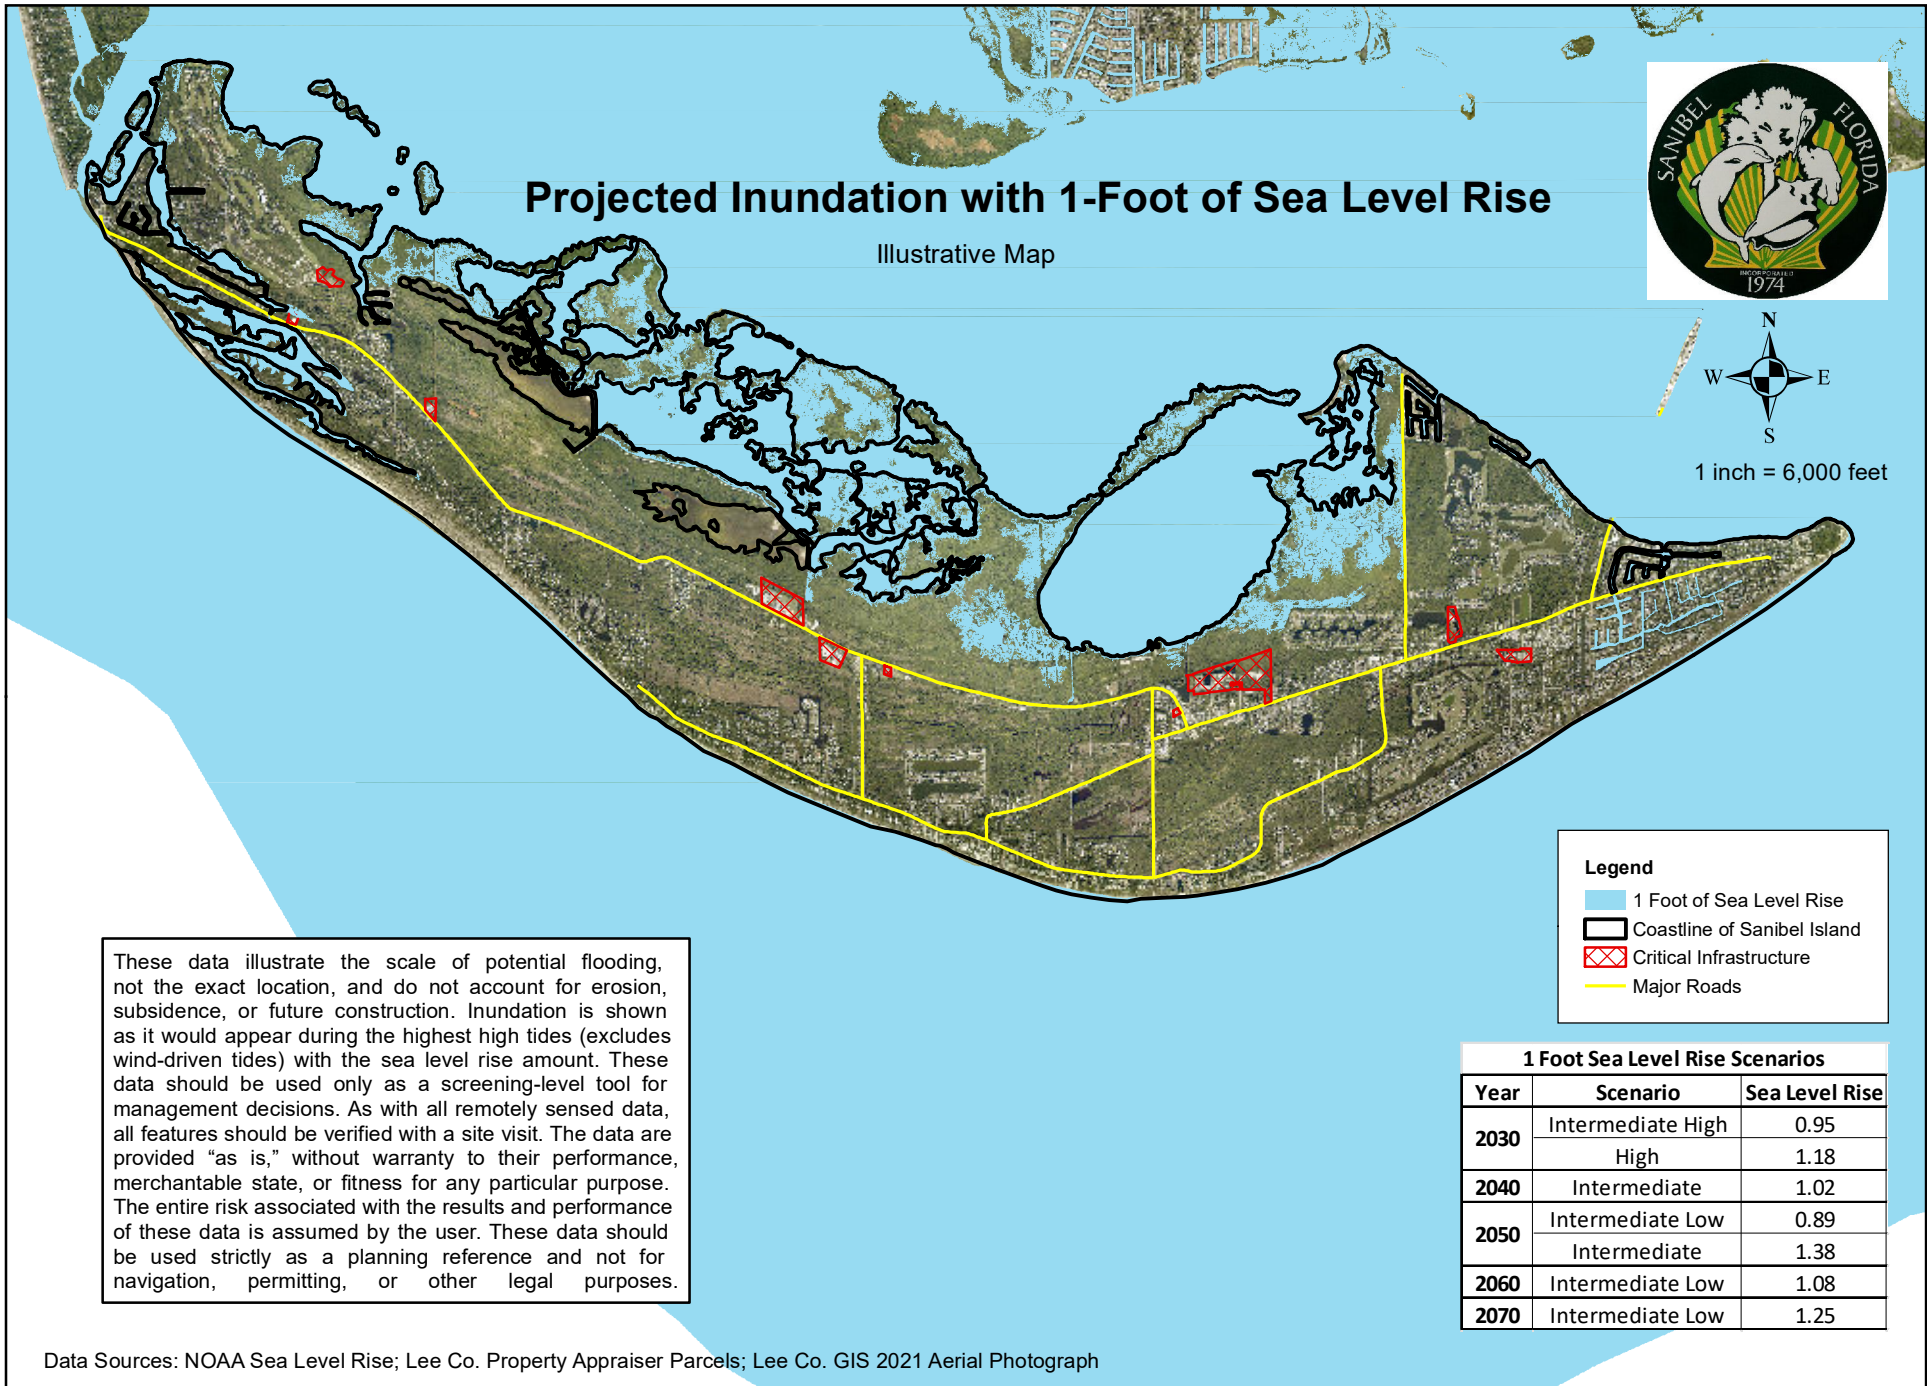 Projected Inundation with 1-Foot of Sea Level Rise
Illustrative Map
SANIBEL FLORIDA
INCORPORATED
1974
N
W E
S
1 inch = 6,000 feet
Legend
1 Foot of Sea Level Rise
Coastline of Sanibel Island
Critical Infrastructure
Major Roads
These data illustrate the scale of potential flooding,
not the exact location, and do not account for erosion,
subsidence, or future construction. Inundation is shown
as it would appear during the highest high tides (excludes
wind-driven tides) with the sea level rise amount. These
data should be used only as a screening-level tool for
management decisions. As with all remotely sensed data,
all features should be verified with a site visit. The data are
provided “as is,” without warranty to their performance,
merchantable state, or fitness for any particular purpose.
The entire risk associated with the results and performance
of these data is assumed by the user. These data should
be used strictly as a planning reference and not for
navigation, permitting, or other legal purposes.
1 Foot Sea Level Rise Scenarios
Year Scenario Sea Level Rise
2030 Intermediate High 0.95
High 1.18
2040 Intermediate 1.02
2050 Intermediate Low 0.89
Intermediate 1.38
2060 Intermediate Low 1.08
2070 Intermediate Low 1.25
Data Sources: NOAA Sea Level Rise; Lee Co. Property Appraiser Parcels; Lee Co. GIS 2021 Aerial Photograph